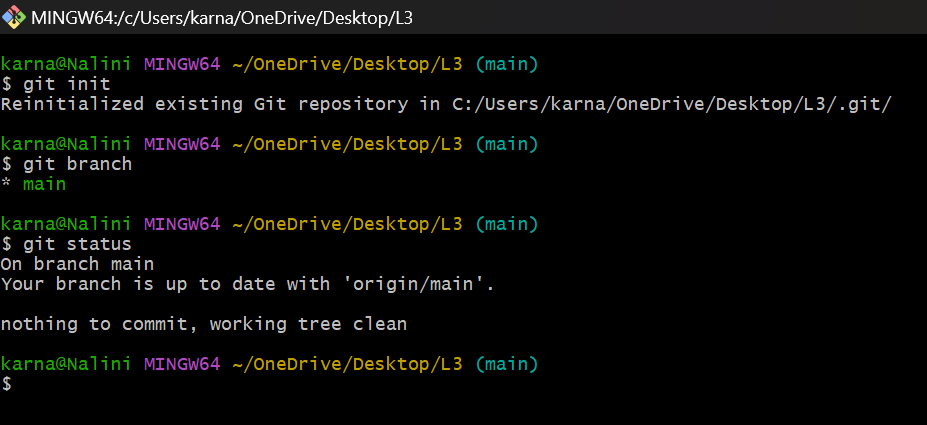 MINGW64:/c/Users/karna/OneDrive/Desktop/L3
karna@Nalini MINGW64 ~/OneDrive/Desktop/L3 (main)
$ git init
Reinitialized existing Git repository in C:/Users/karna/OneDrive/Desktop/L3/.git/
karna@Nalini MINGW64 ~/OneDrive/Desktop/L3 (main)
$ git branch
* main
karna@Nalini MINGW64 ~/OneDrive/Desktop/L3 (main)
$ git status
On branch main
Your branch is up to date with 'origin/main'.
nothing to commit, working tree clean
karna@Nalini MINGW64 ~/OneDrive/Desktop/L3 (main)
$